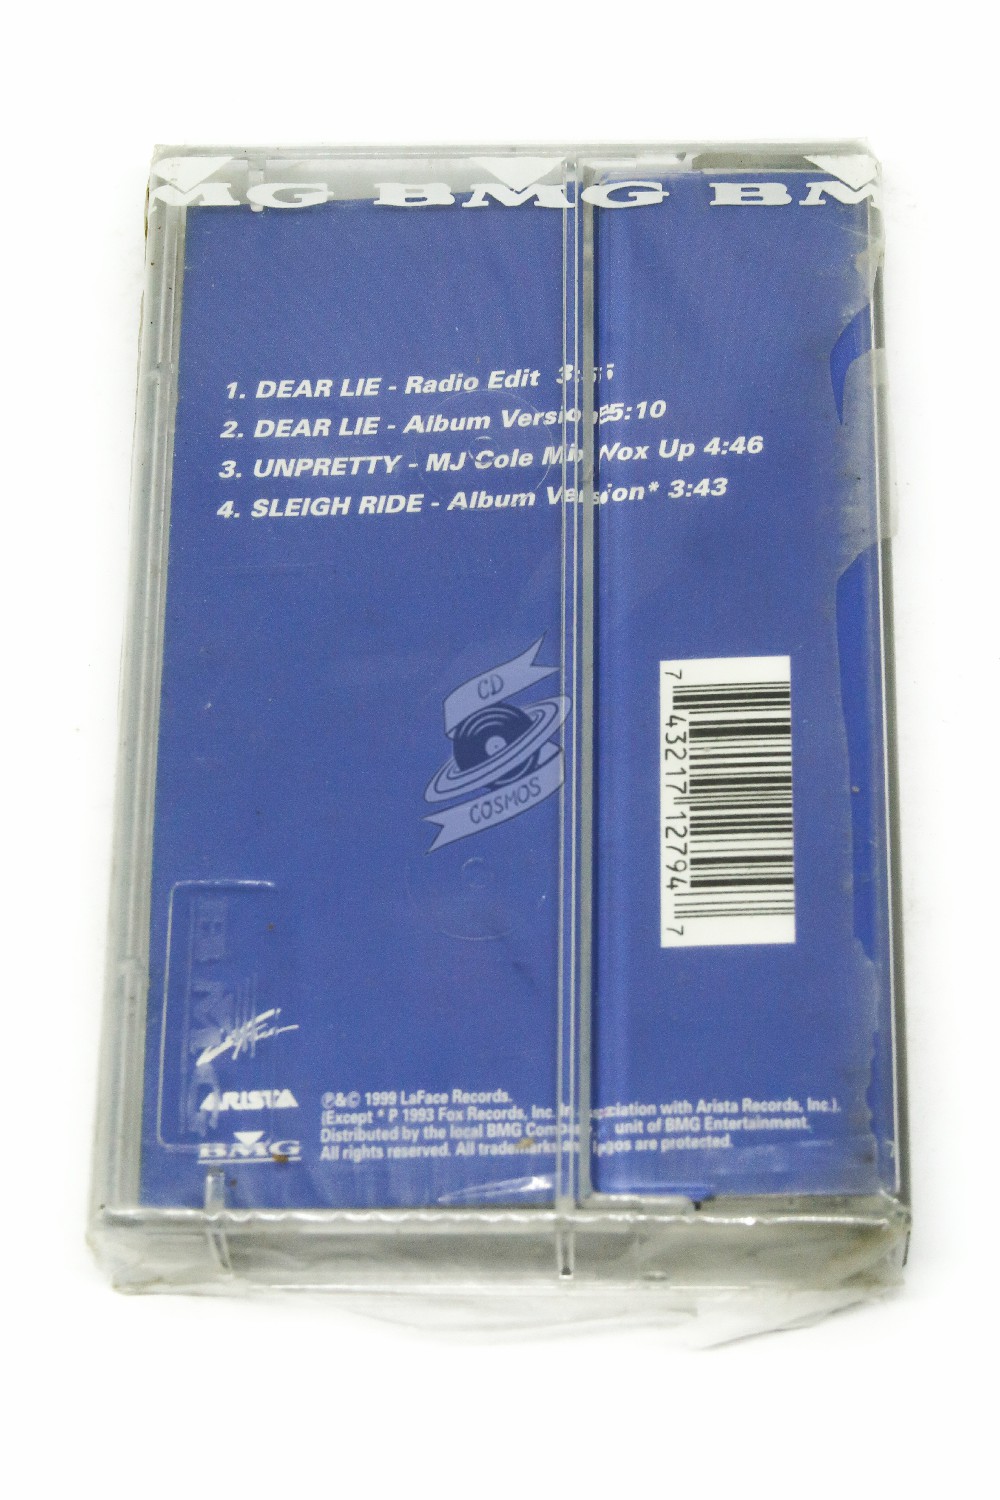 MG BMG BM
1. DEAR LIE - Radio Edit
2. DEAR LIE - Album Version 5:10
3. UNPRETTY - MJ Cole Mix Vox Up 4:46
4. SLEIGH RIDE - Album Version* 3:43
CD
COSMOS
7 43217 12794 7
BMG
LaFace
ARISTA
BMG
℗&© 1999 LaFace Records.
(Except * P 1993 Fox Records, Inc. In association with Arista Records, Inc.).
Distributed by the local BMG Company unit of BMG Entertainment.
All rights reserved. All trademarks and logos are protected.